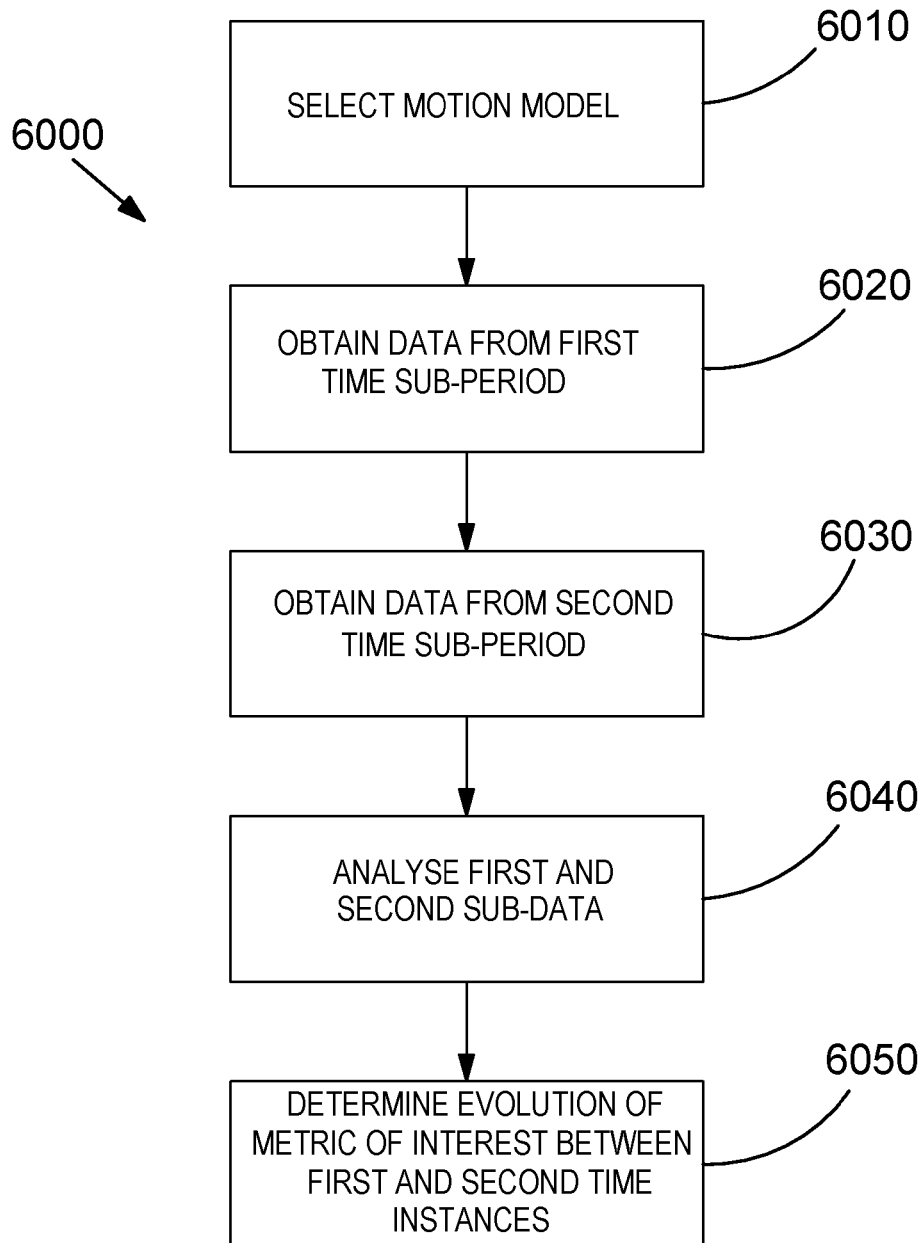 6010
SELECT MOTION MODEL
6000
6020
OBTAIN DATA FROM FIRST
TIME SUB-PERIOD
6030
OBTAIN DATA FROM SECOND
TIME SUB-PERIOD
6040
ANALYSE FIRST AND
SECOND SUB-DATA
6050
DETERMINE EVOLUTION OF
METRIC OF INTEREST BETWEEN
FIRST AND SECOND TIME
INSTANCES